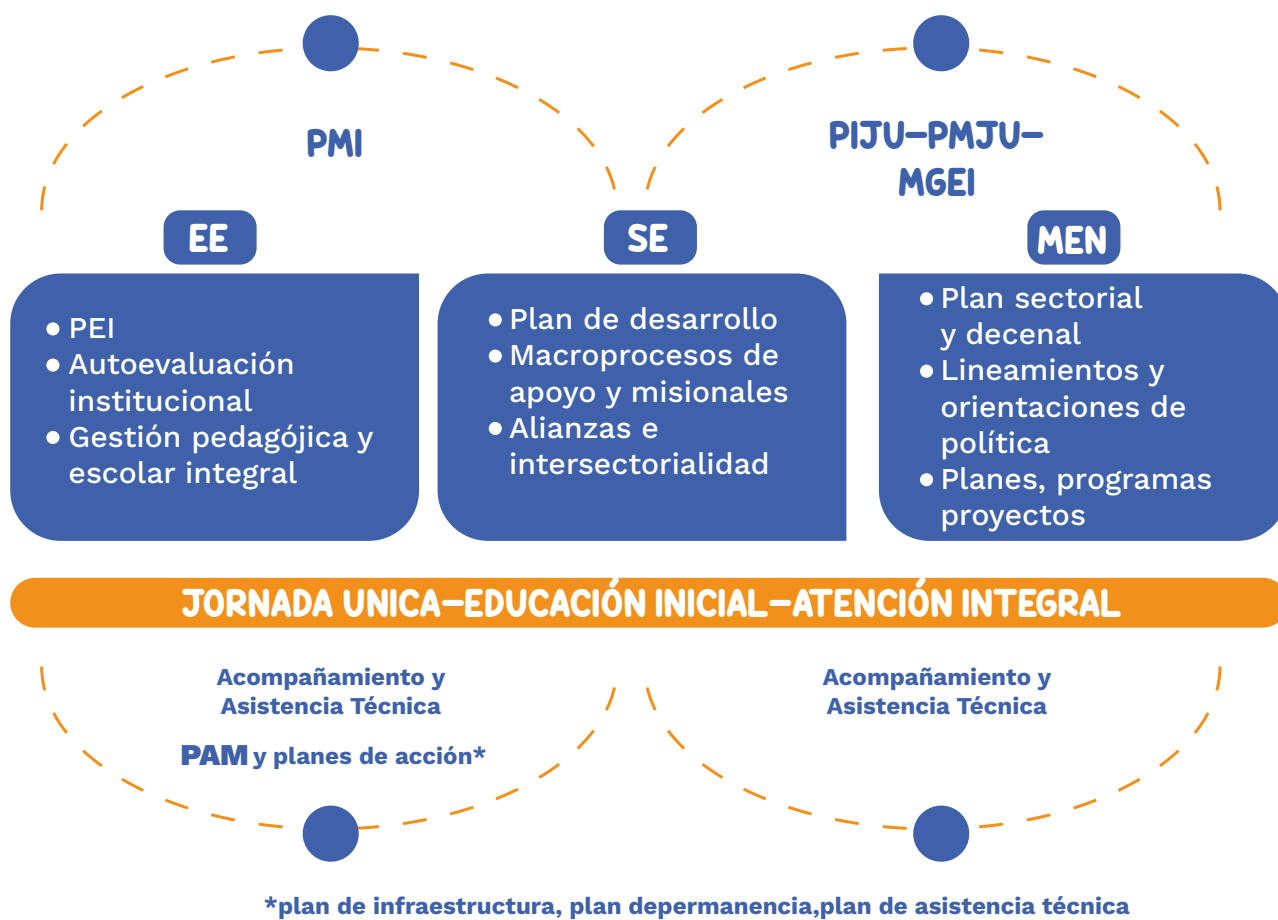 PMI
PIJU–PMJU–
MGEI
EE
SE
MEN
• PEI
• Autoevaluación
institucional
• Gestión pedagójica y
escolar integral
• Plan de desarrollo
• Macroprocesos de
apoyo y misionales
• Alianzas e
intersectorialidad
• Plan sectorial
y decenal
• Lineamientos y
orientaciones de
política
• Planes, programas
proyectos
JORNADA UNICA–EDUCACIÓN INICIAL–ATENCIÓN INTEGRAL
Acompañamiento y
Asistencia Técnica
PAM y planes de acción*
Acompañamiento y
Asistencia Técnica
*plan de infraestructura, plan depermanencia,plan de asistencia técnica